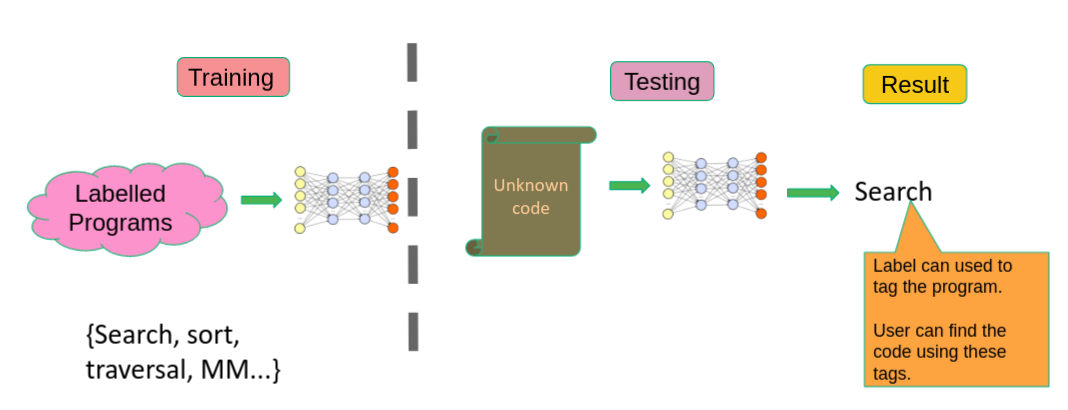 Training
Testing
Result
Labelled
Programs
Unknown
code
Search
{Search, sort,
traversal, MM...}
Label can used to
tag the program.
User can find the
code using these
tags.